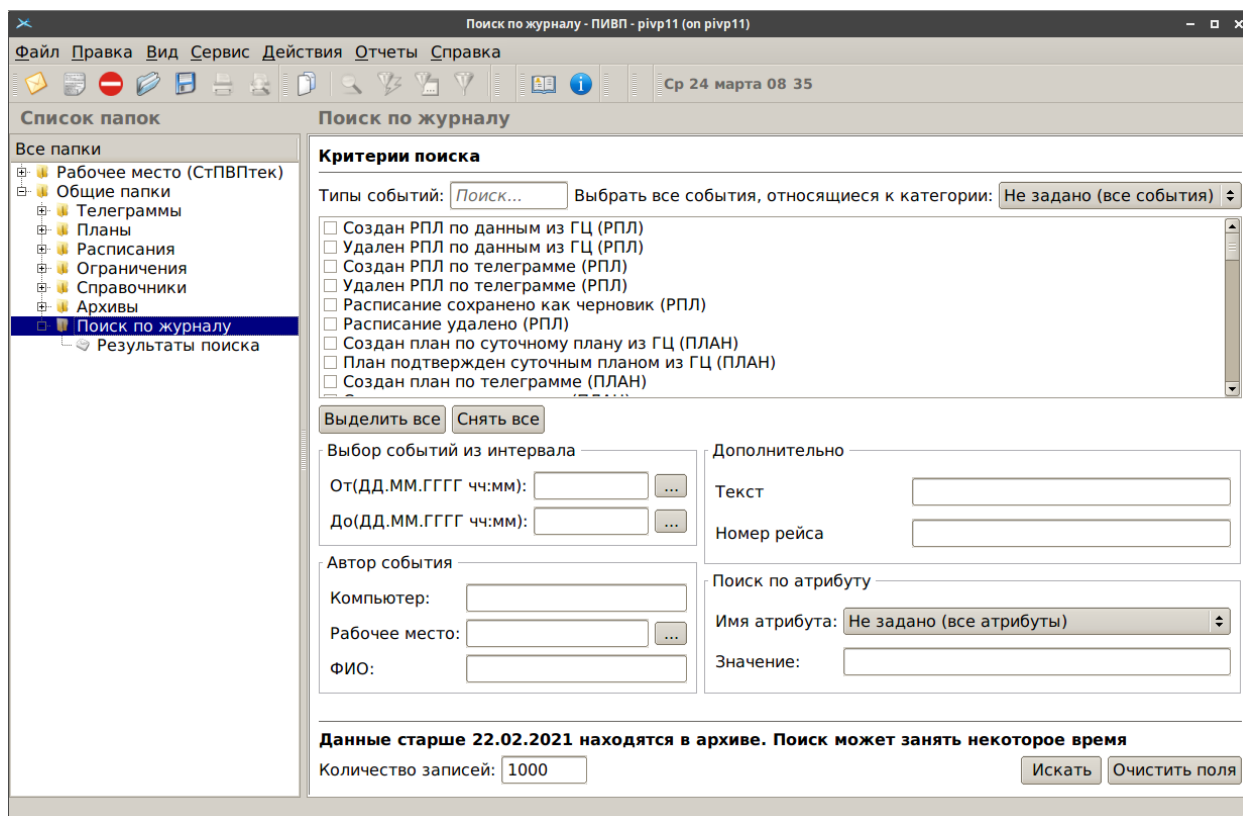 Поиск по журналу - ПИВП - pivp11 (on pivp11)
Файл Правка Вид Сервис Действия Отчеты Справка
Ср 24 марта 08 35
Список папок
Поиск по журналу
Все папки
Рабочее место (СтПВПтек)
Общие папки
Телеграммы
Планы
Расписания
Ограничения
Справочники
Архивы
Поиск по журналу
Результаты поиска
Критерии поиска
Типы событий: Поиск... Выбрать все события, относящиеся к категории: Не задано (все события)
Создан РПЛ по данным из ГЦ (РПЛ)
Удален РПЛ по данным из ГЦ (РПЛ)
Создан РПЛ по телеграмме (РПЛ)
Удален РПЛ по телеграмме (РПЛ)
Расписание сохранено как черновик (РПЛ)
Расписание удалено (РПЛ)
Создан план по суточному плану из ГЦ (ПЛАН)
План подтвержден суточным планом из ГЦ (ПЛАН)
Создан план по телеграмме (ПЛАН)
Выделить все Снять все
Выбор событий из интервала
От(ДД.ММ.ГГГГ чч:мм): ...
До(ДД.ММ.ГГГГ чч:мм): ...
Автор события
Компьютер:
Рабочее место: ...
ФИО:
Дополнительно
Текст
Номер рейса
Поиск по атрибуту
Имя атрибута: Не задано (все атрибуты)
Значение:
Данные старше 22.02.2021 находятся в архиве. Поиск может занять некоторое время
Количество записей: 1000 Искать Очистить поля